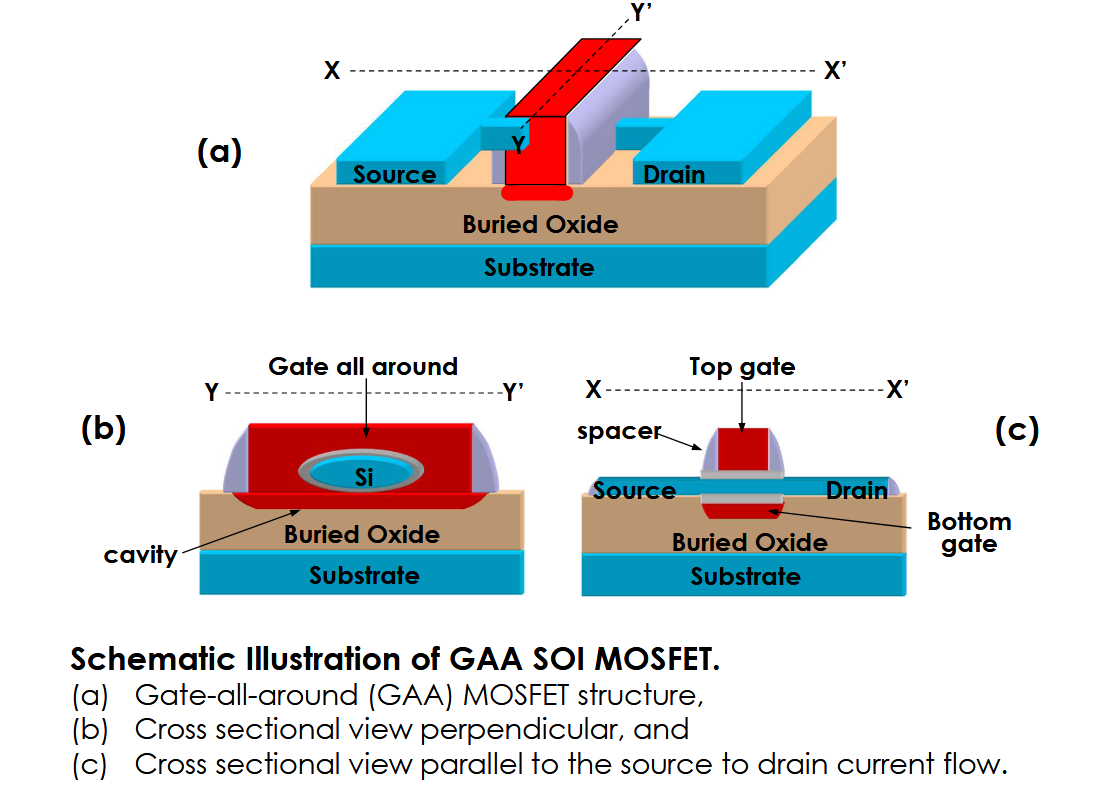 Y’
X
X’
(a)
Y
Source
Drain
Buried Oxide
Substrate
Gate all around
Y
Y’
(b)
Si
Buried Oxide
cavity
Substrate
Top gate
X
X’
spacer
(c)
Source
Drain
Bottom
gate
Buried Oxide
Substrate
Schematic Illustration of GAA SOI MOSFET.
(a) Gate-all-around (GAA) MOSFET structure,
(b) Cross sectional view perpendicular, and
(c) Cross sectional view parallel to the source to drain current flow.